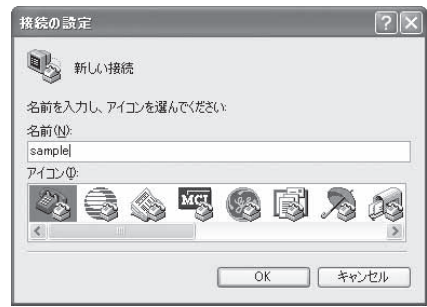 接続の設定
新しい接続
名前を入力し、アイコンを選んでください:
名前(N):
sample
アイコン(I):
MCI
OK
キャンセル